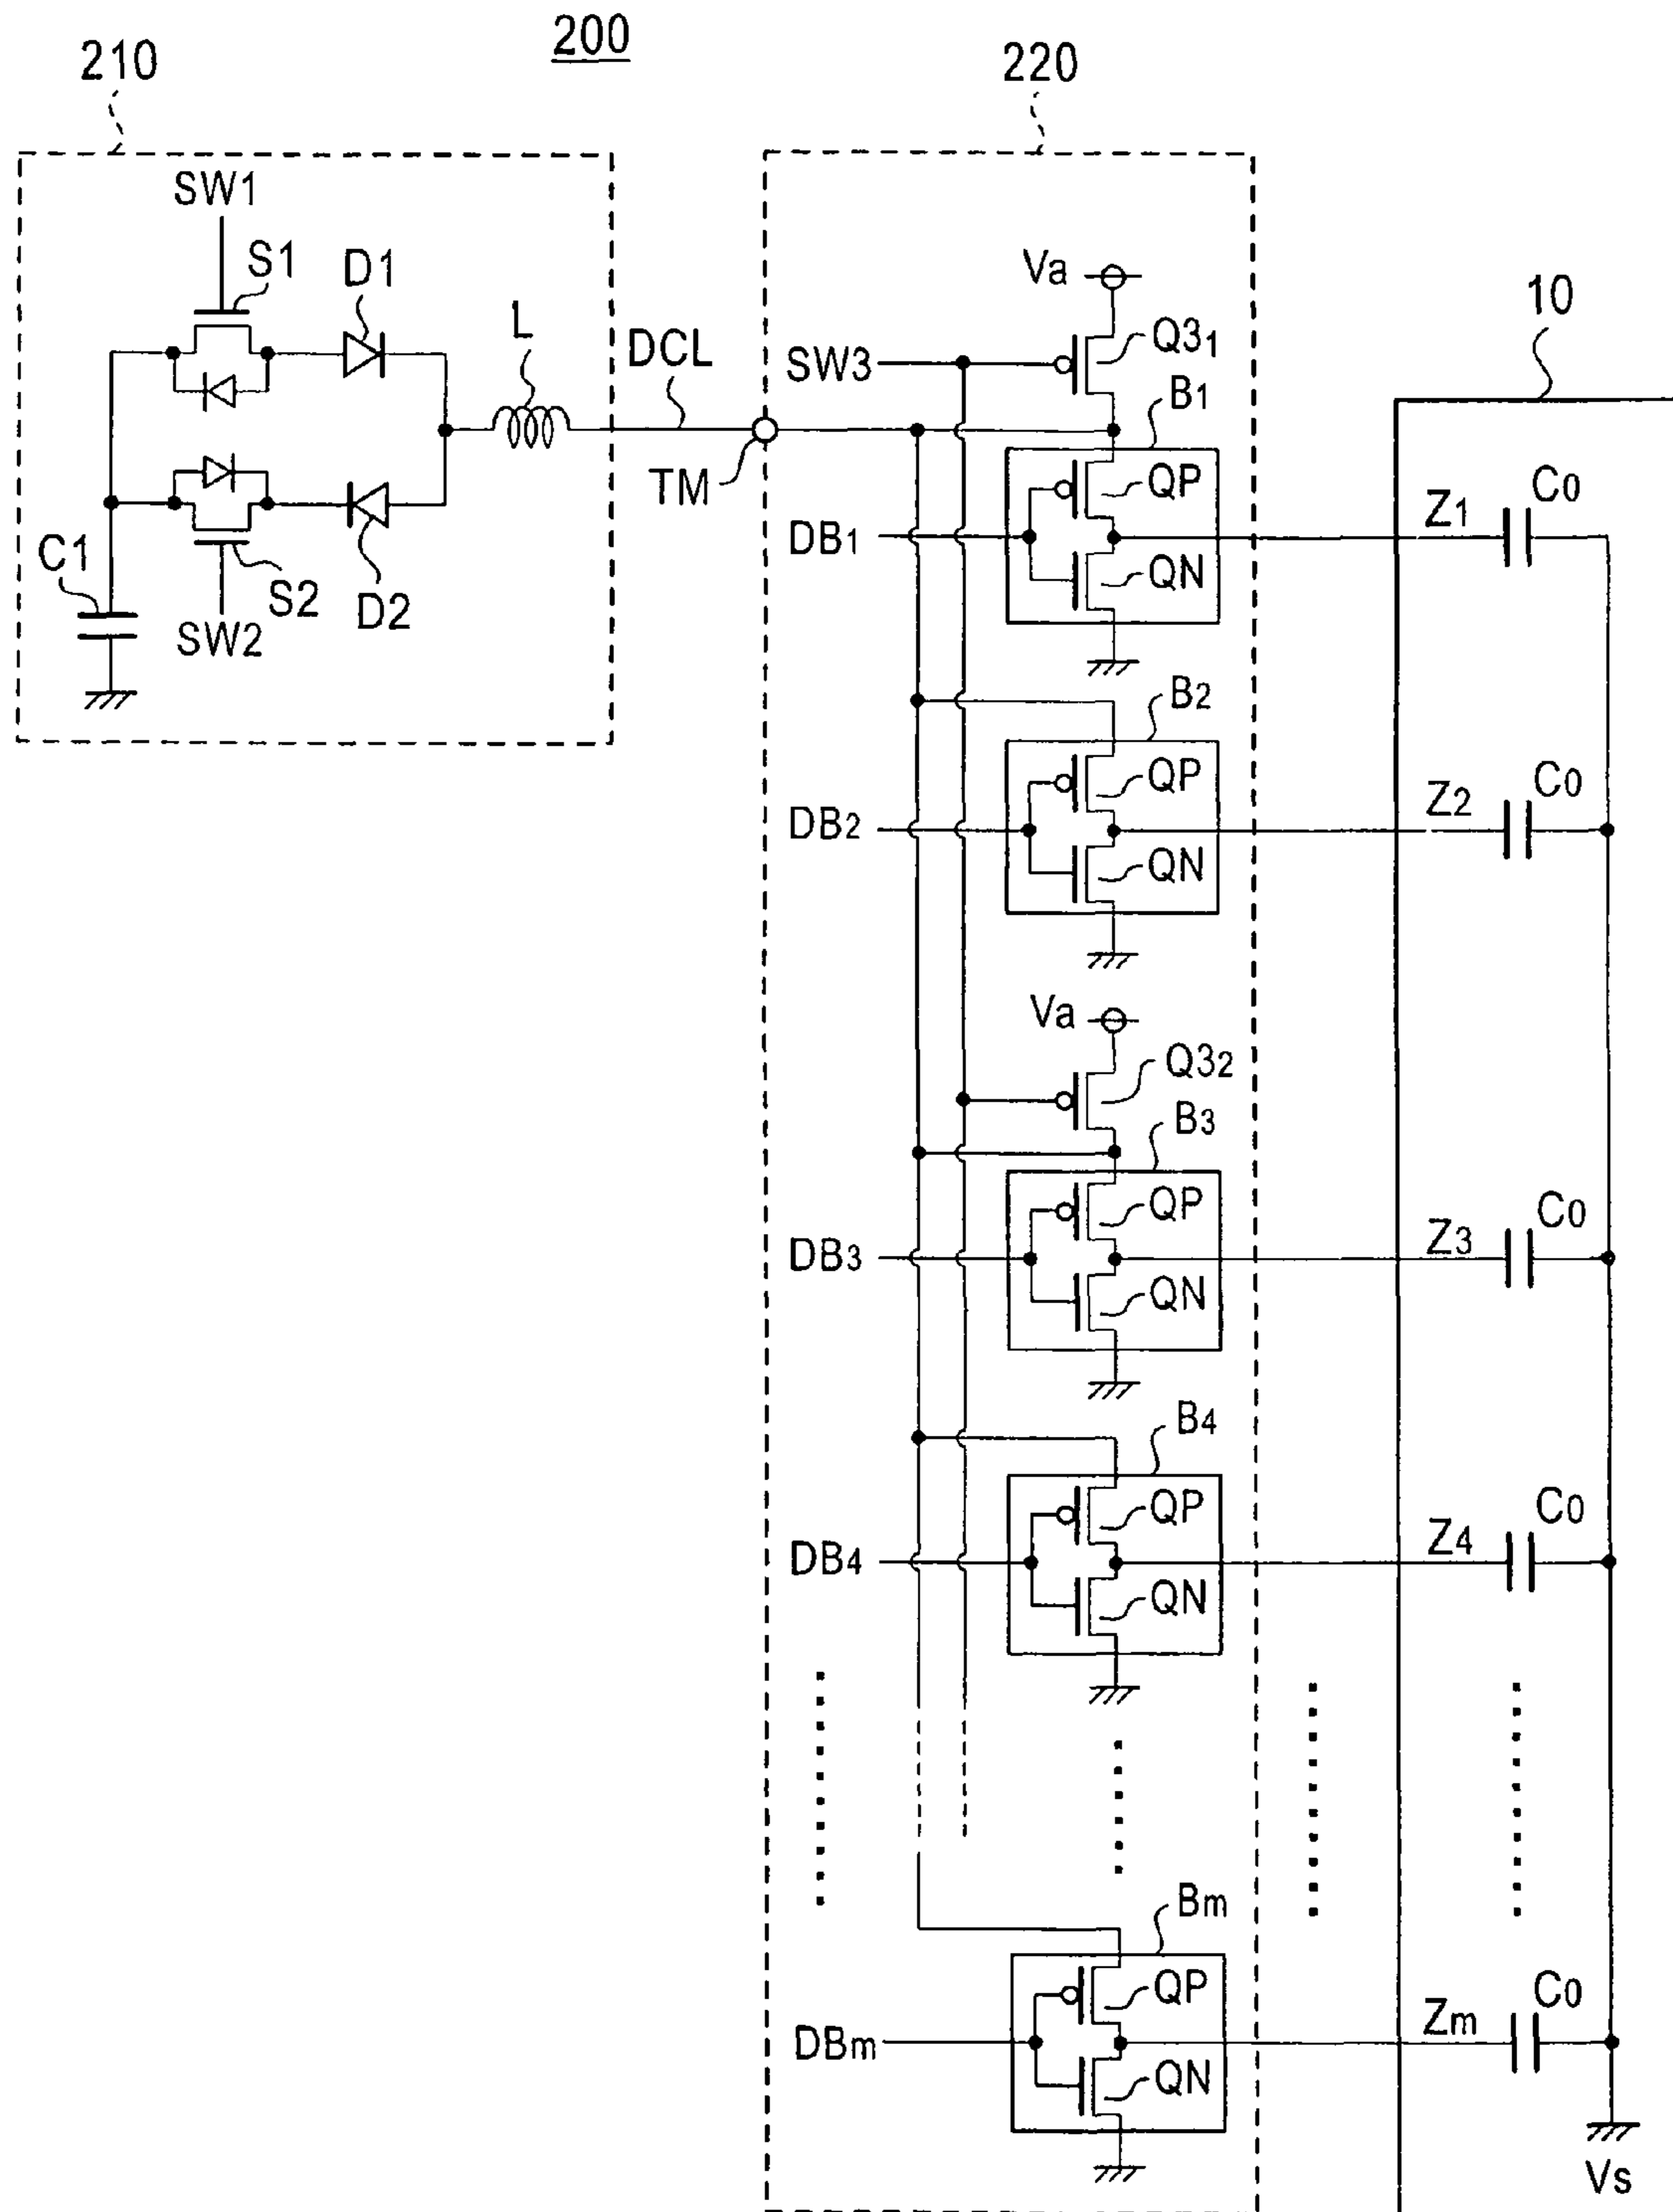 200
210
220
SW1
S1
D1
L
DCL
TM
C1
S2
D2
SW2
Va
SW3
Q31
B1
QP
DB1
QN
Z1
C0
10
B2
QP
DB2
QN
Z2
C0
Va
Q32
B3
QP
DB3
QN
Z3
C0
B4
QP
DB4
QN
Z4
C0
Bm
QP
DBm
QN
Zm
C0
Vs